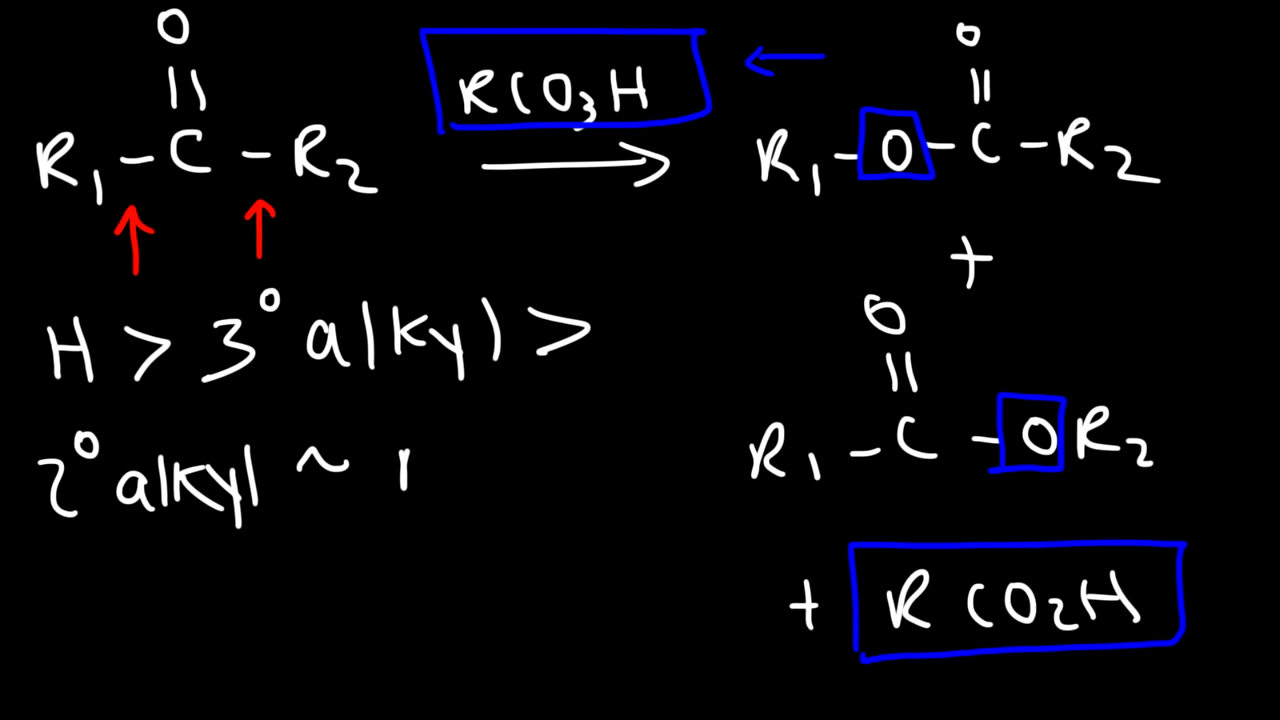 O
||
R₁ – C – R₂
RCO₃H
→
←
O
||
R₁ – O – C – R₂
+
O
||
R₁ – C – OR₂
+ RCO₂H
H > 3° alkyl >
2° alkyl ~